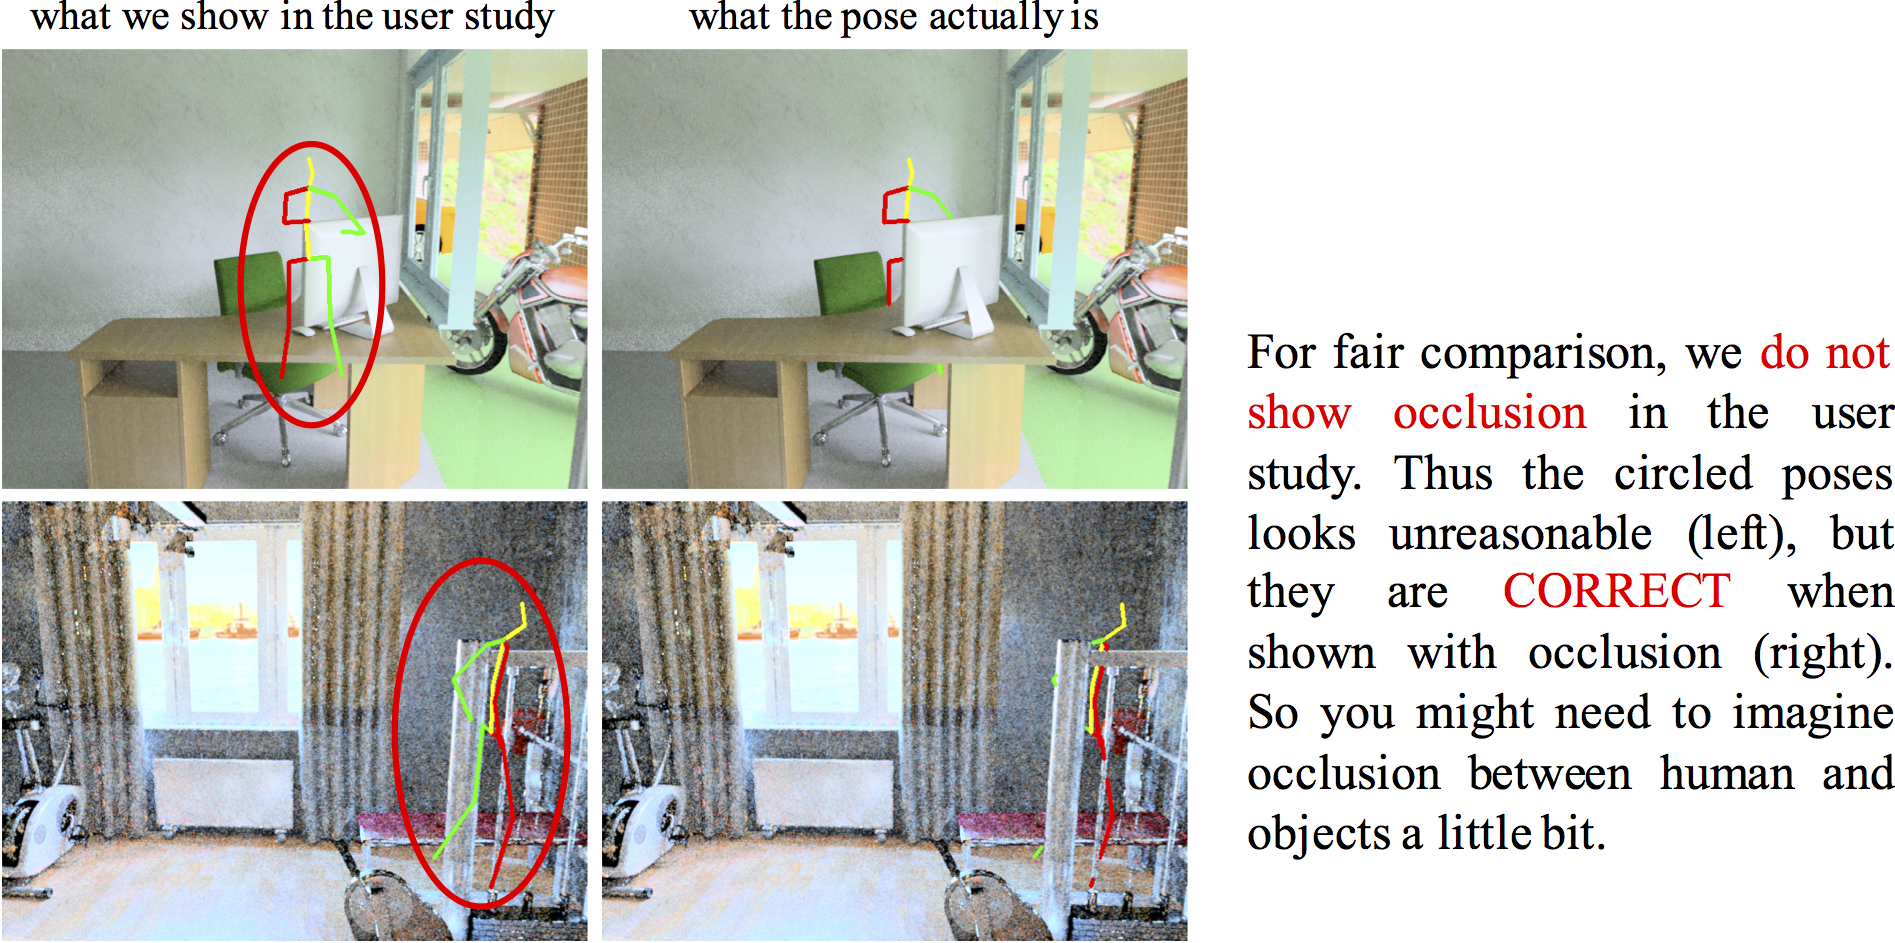 what we show in the user study
what the pose actually is
For fair comparison, we do not
show occlusion in the user
study. Thus the circled poses
looks unreasonable (left), but
they are CORRECT when
shown with occlusion (right).
So you might need to imagine
occlusion between human and
objects a little bit.